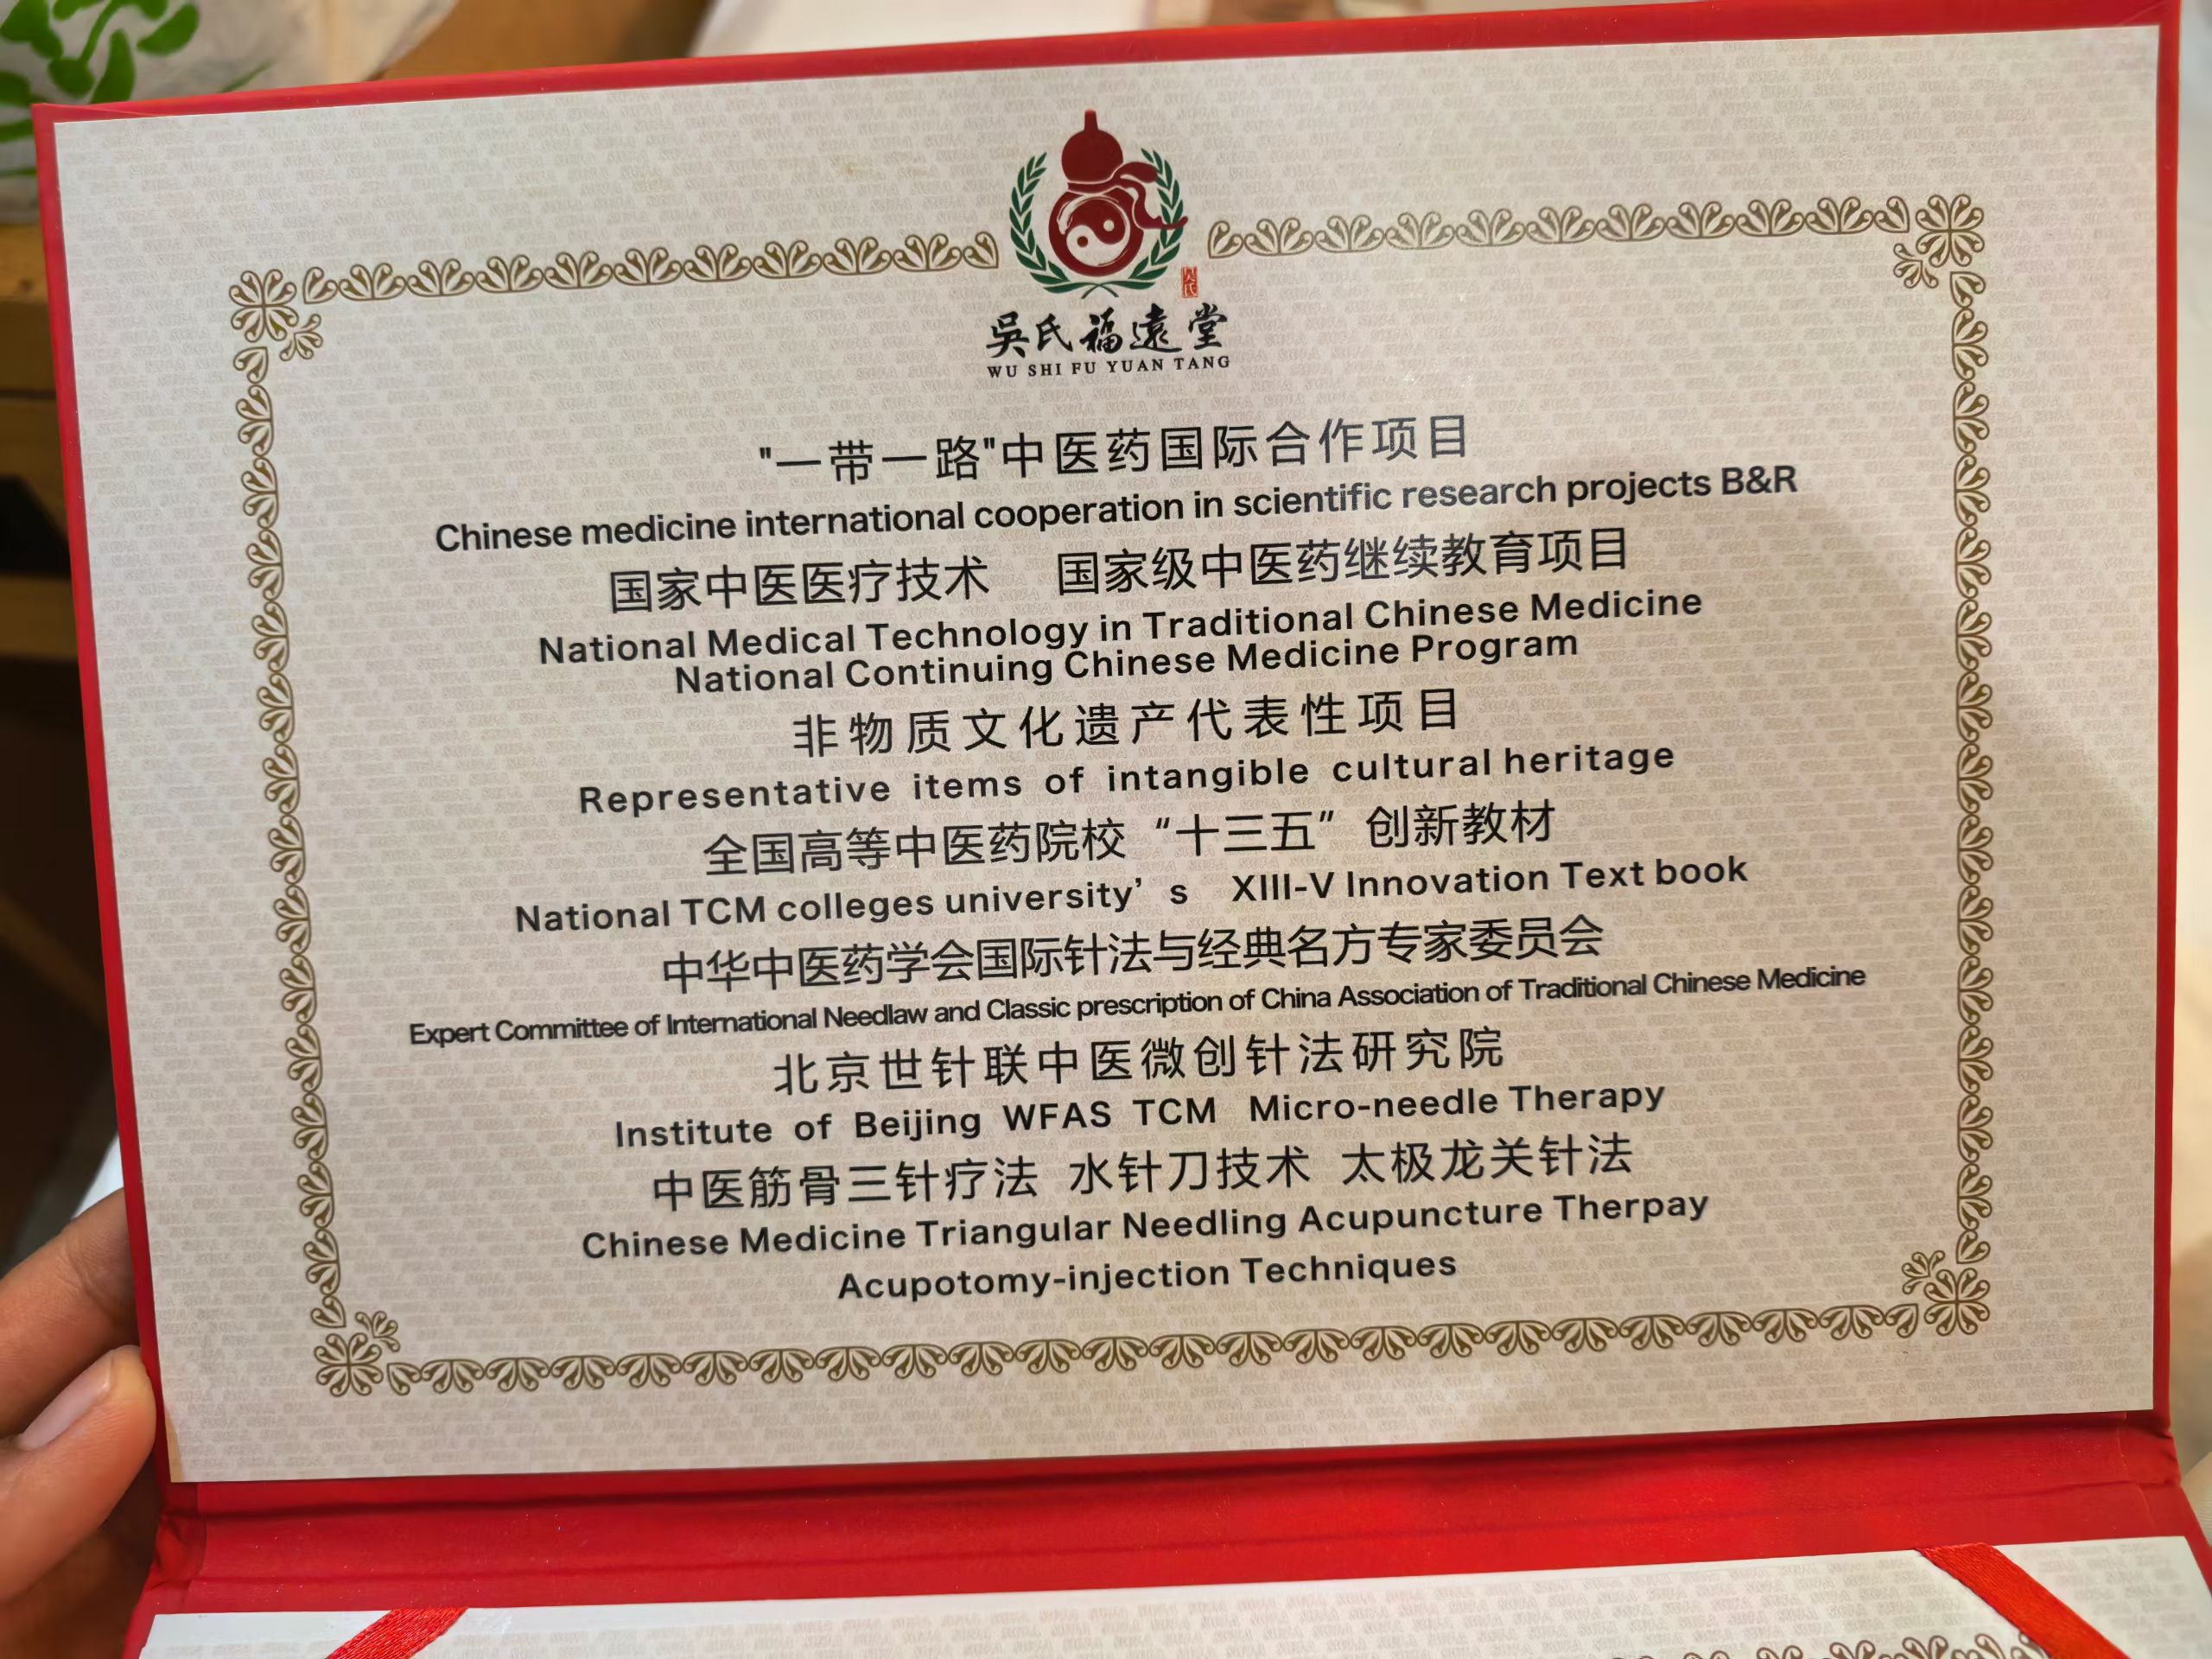 吳氏福遠堂
WU SHI FU YUAN TANG
"一带一路"中医药国际合作项目
Chinese medicine international cooperation in scientific research projects B&R
国家中医医疗技术 国家级中医药继续教育项目
National Medical Technology in Traditional Chinese Medicine
National Continuing Chinese Medicine Program
非物质文化遗产代表性项目
Representative items of intangible cultural heritage
全国高等中医药院校“十三五”创新教材
National TCM colleges university’s XIII-V Innovation Text book
中华中医药学会国际针法与经典名方专家委员会
Expert Committee of International Needlaw and Classic prescription of China Association of Traditional Chinese Medicine
北京世针联中医微创针法研究院
Institute of Beijing WFAS TCM Micro-needle Therapy
中医筋骨三针疗法 水针刀技术 太极龙关针法
Chinese Medicine Triangular Needling Acupuncture Therpay
Acupotomy-injection Techniques